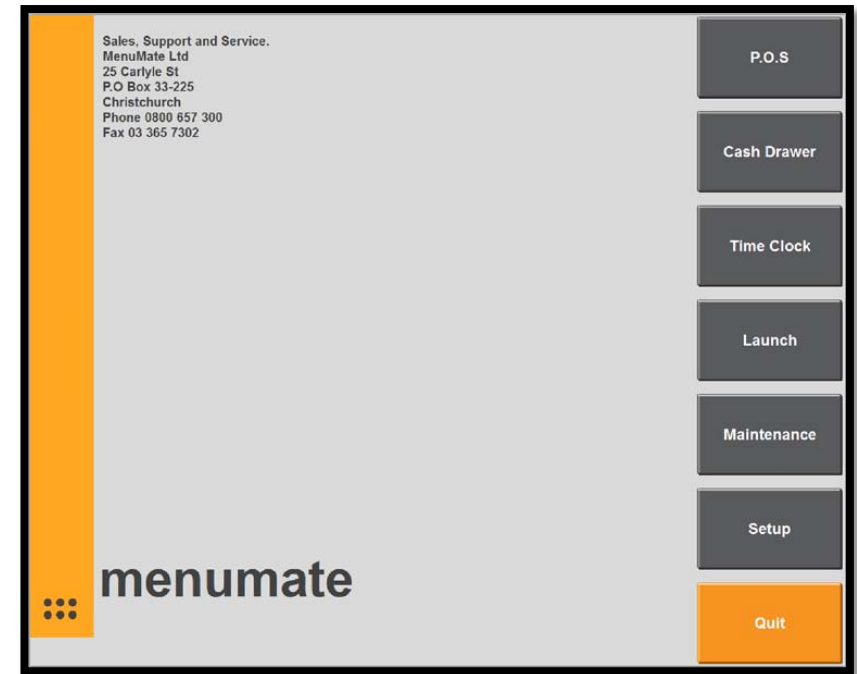 Sales, Support and Service.
MenuMate Ltd
25 Carlyle St
P.O Box 33-225
Christchurch
Phone 0800 657 300
Fax 03 365 7302
menumate
P.O.S
Cash Drawer
Time Clock
Launch
Maintenance
Setup
Quit